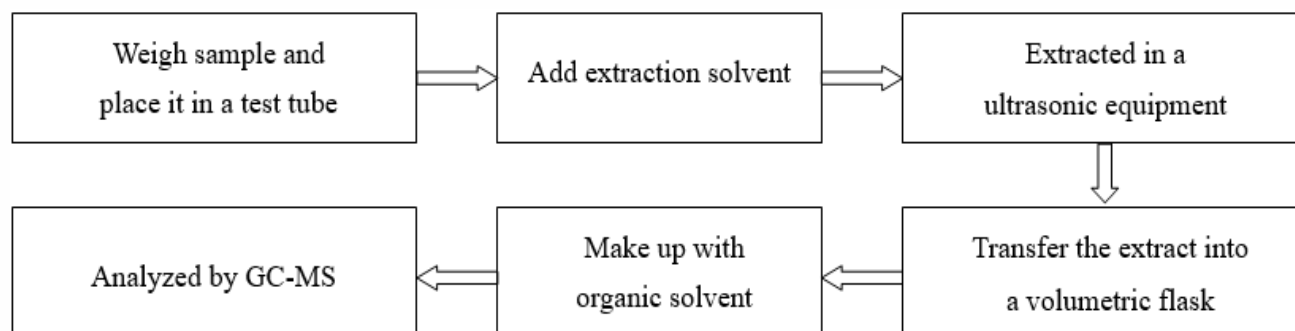 Weigh sample and
place it in a test tube
Add extraction solvent
Extracted in a
ultrasonic equipment
Transfer the extract into
a volumetric flask
Make up with
organic solvent
Analyzed by GC-MS